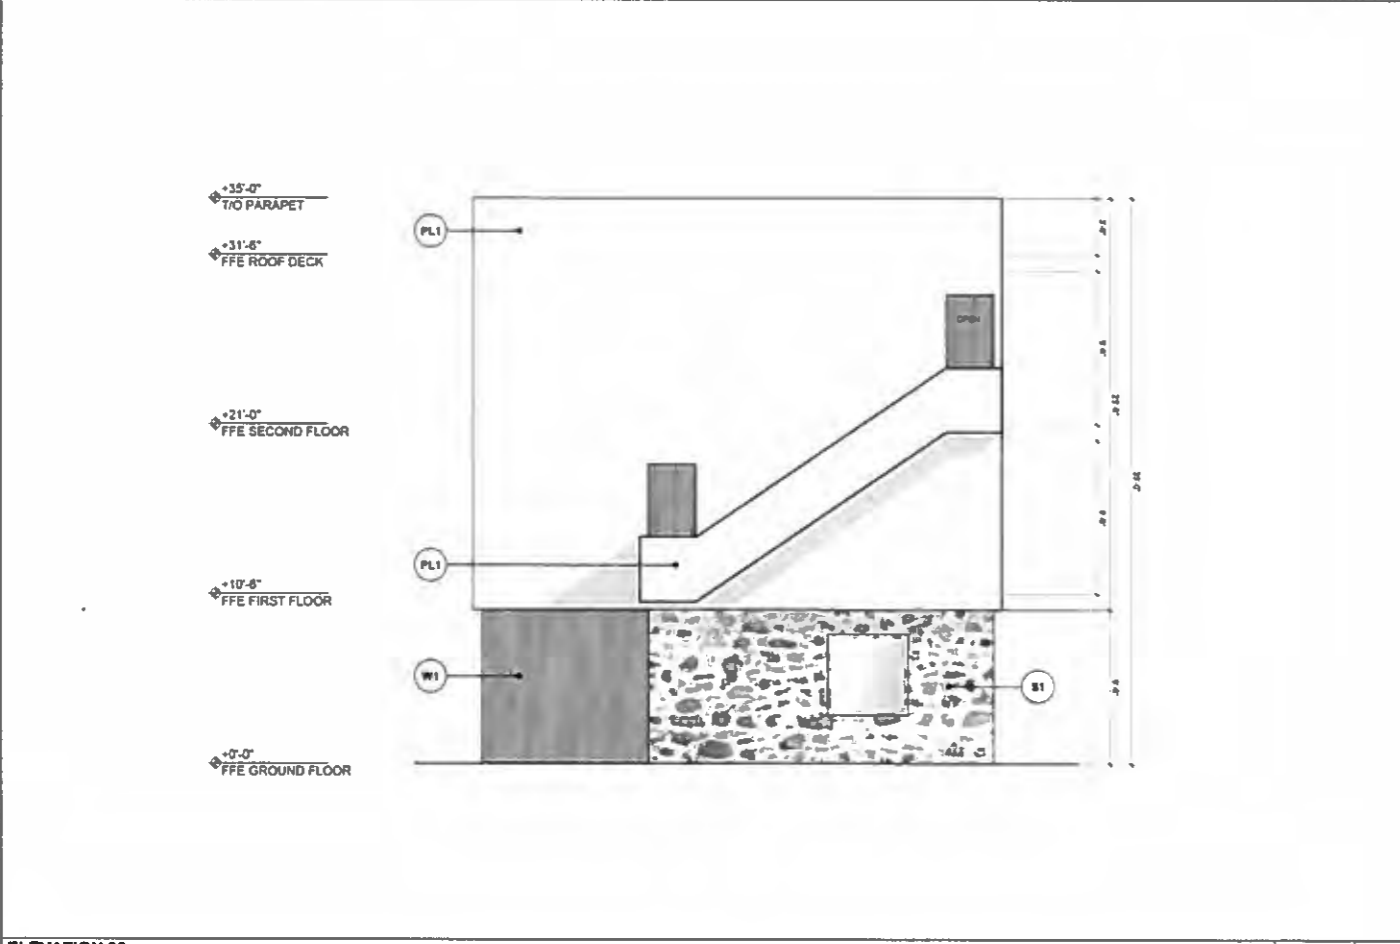 +35'-0"
T/O PARAPET
PL1
+31'-6"
FFE ROOF DECK
OPEN
+21'-0"
FFE SECOND FLOOR
PL1
+10'-6"
FFE FIRST FLOOR
W1
S1
+0'-0"
FFE GROUND FLOOR